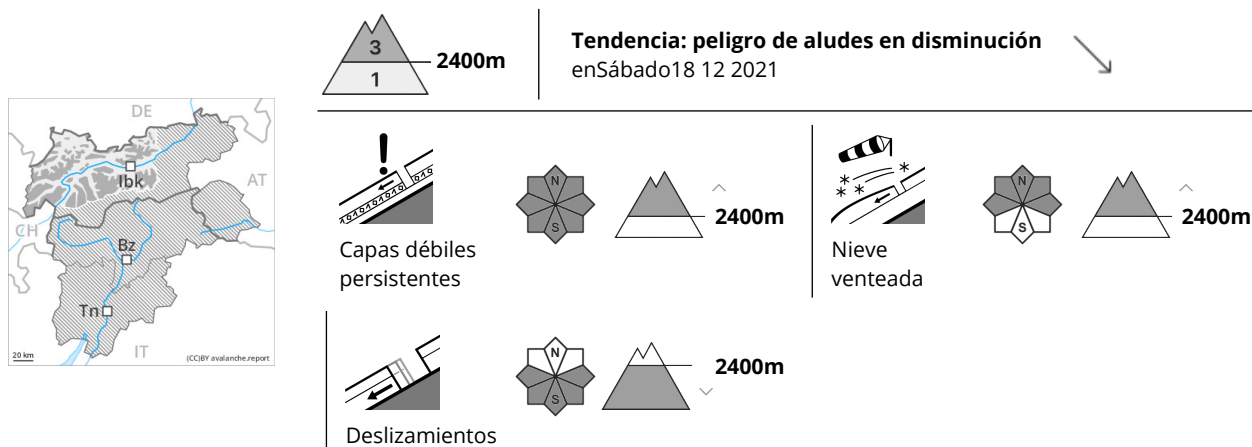 3
1
2400m
Tendencia: peligro de aludes en disminución
enSábado18 12 2021
DE
AT
CH
IT
Ibk
Bz
Tn
20 km
(CC)BY avalanche.report
N
S
2400m
Capas débiles
persistentes
N
S
2400m
Nieve
venteada
N
S
2400m
Deslizamientos